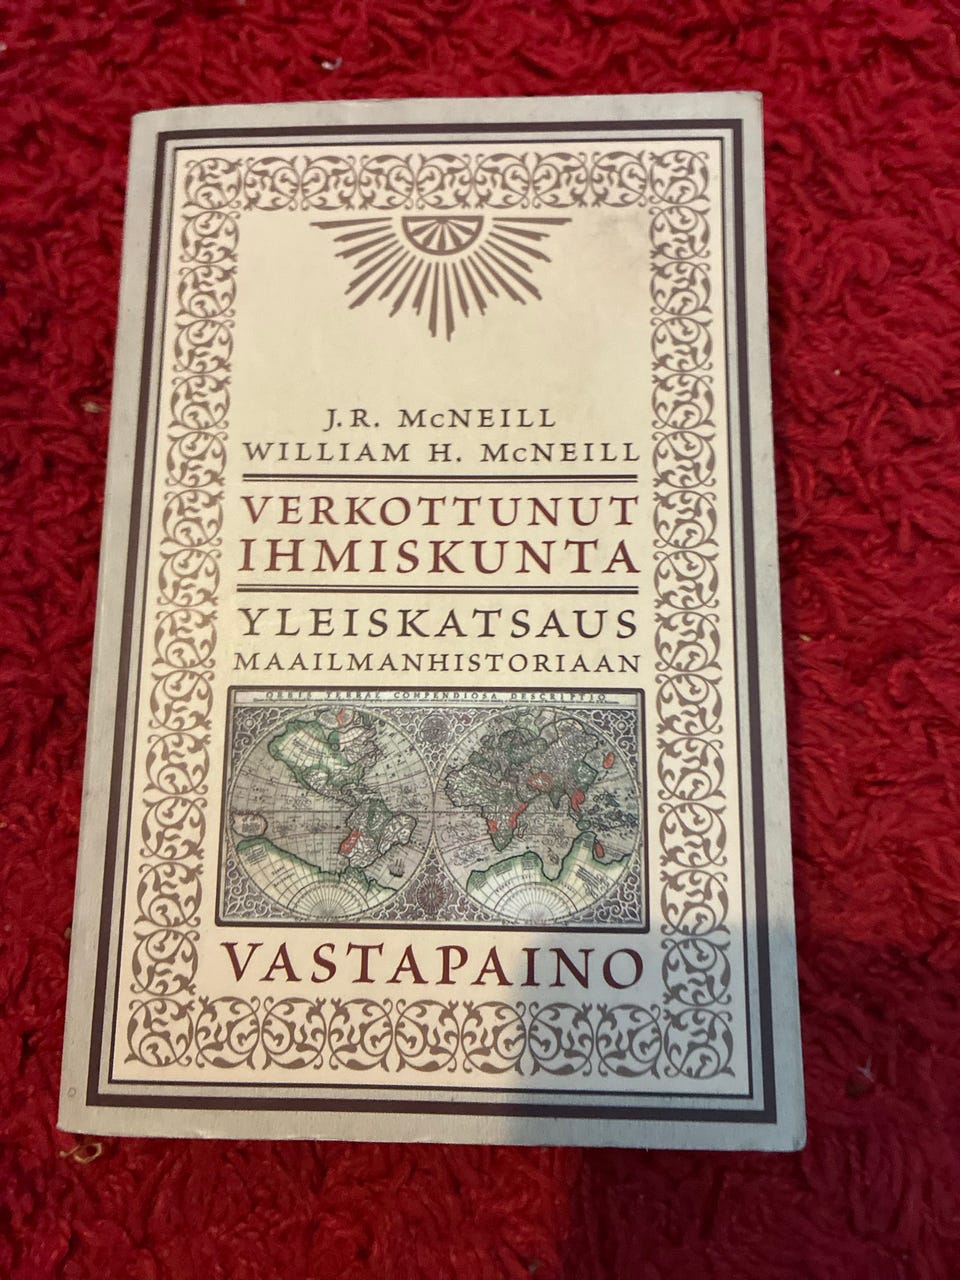 J.R. McNEILL
WILLIAM H. McNEILL
VERKOTTUNUT
IHMISKUNTA
YLEISKATSAUS
MAAILMANHISTORIAAN
ORBIS TERRAE COMPENDIOSA DESCRIPTIO
VASTAPAINO